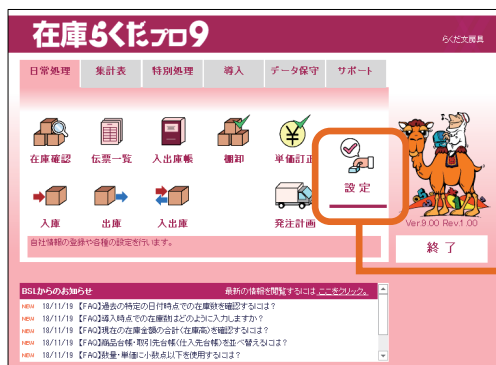 在庫らくだプロ9
らくだ文房具
日常処理 集計表 特別処理 導入 データ保守 サポート
在庫確認 伝票一覧 入出庫帳 棚卸 単価訂正 設定
入庫 出庫 入出庫 発注計画
自社情報の登録や各種の設定を行います。
Ver.9.00 Rev.1.00
終了
BSLからのお知らせ 最新の情報を閲覧するには、ここをクリック。
NEW 18/11/19 【FAQ】過去の特定の日付時点での在庫数を確認するには?
NEW 18/11/19 【FAQ】導入時点での在庫数はどのように入力しますか?
NEW 18/11/19 【FAQ】現在の在庫金額の合計(在庫高)を確認するには?
NEW 18/11/19 【FAQ】商品台帳・取引先台帳(仕入先台帳)を並べ替えるには?
NEW 18/11/19 【FAQ】数量・単価に小数点以下を使用するには?